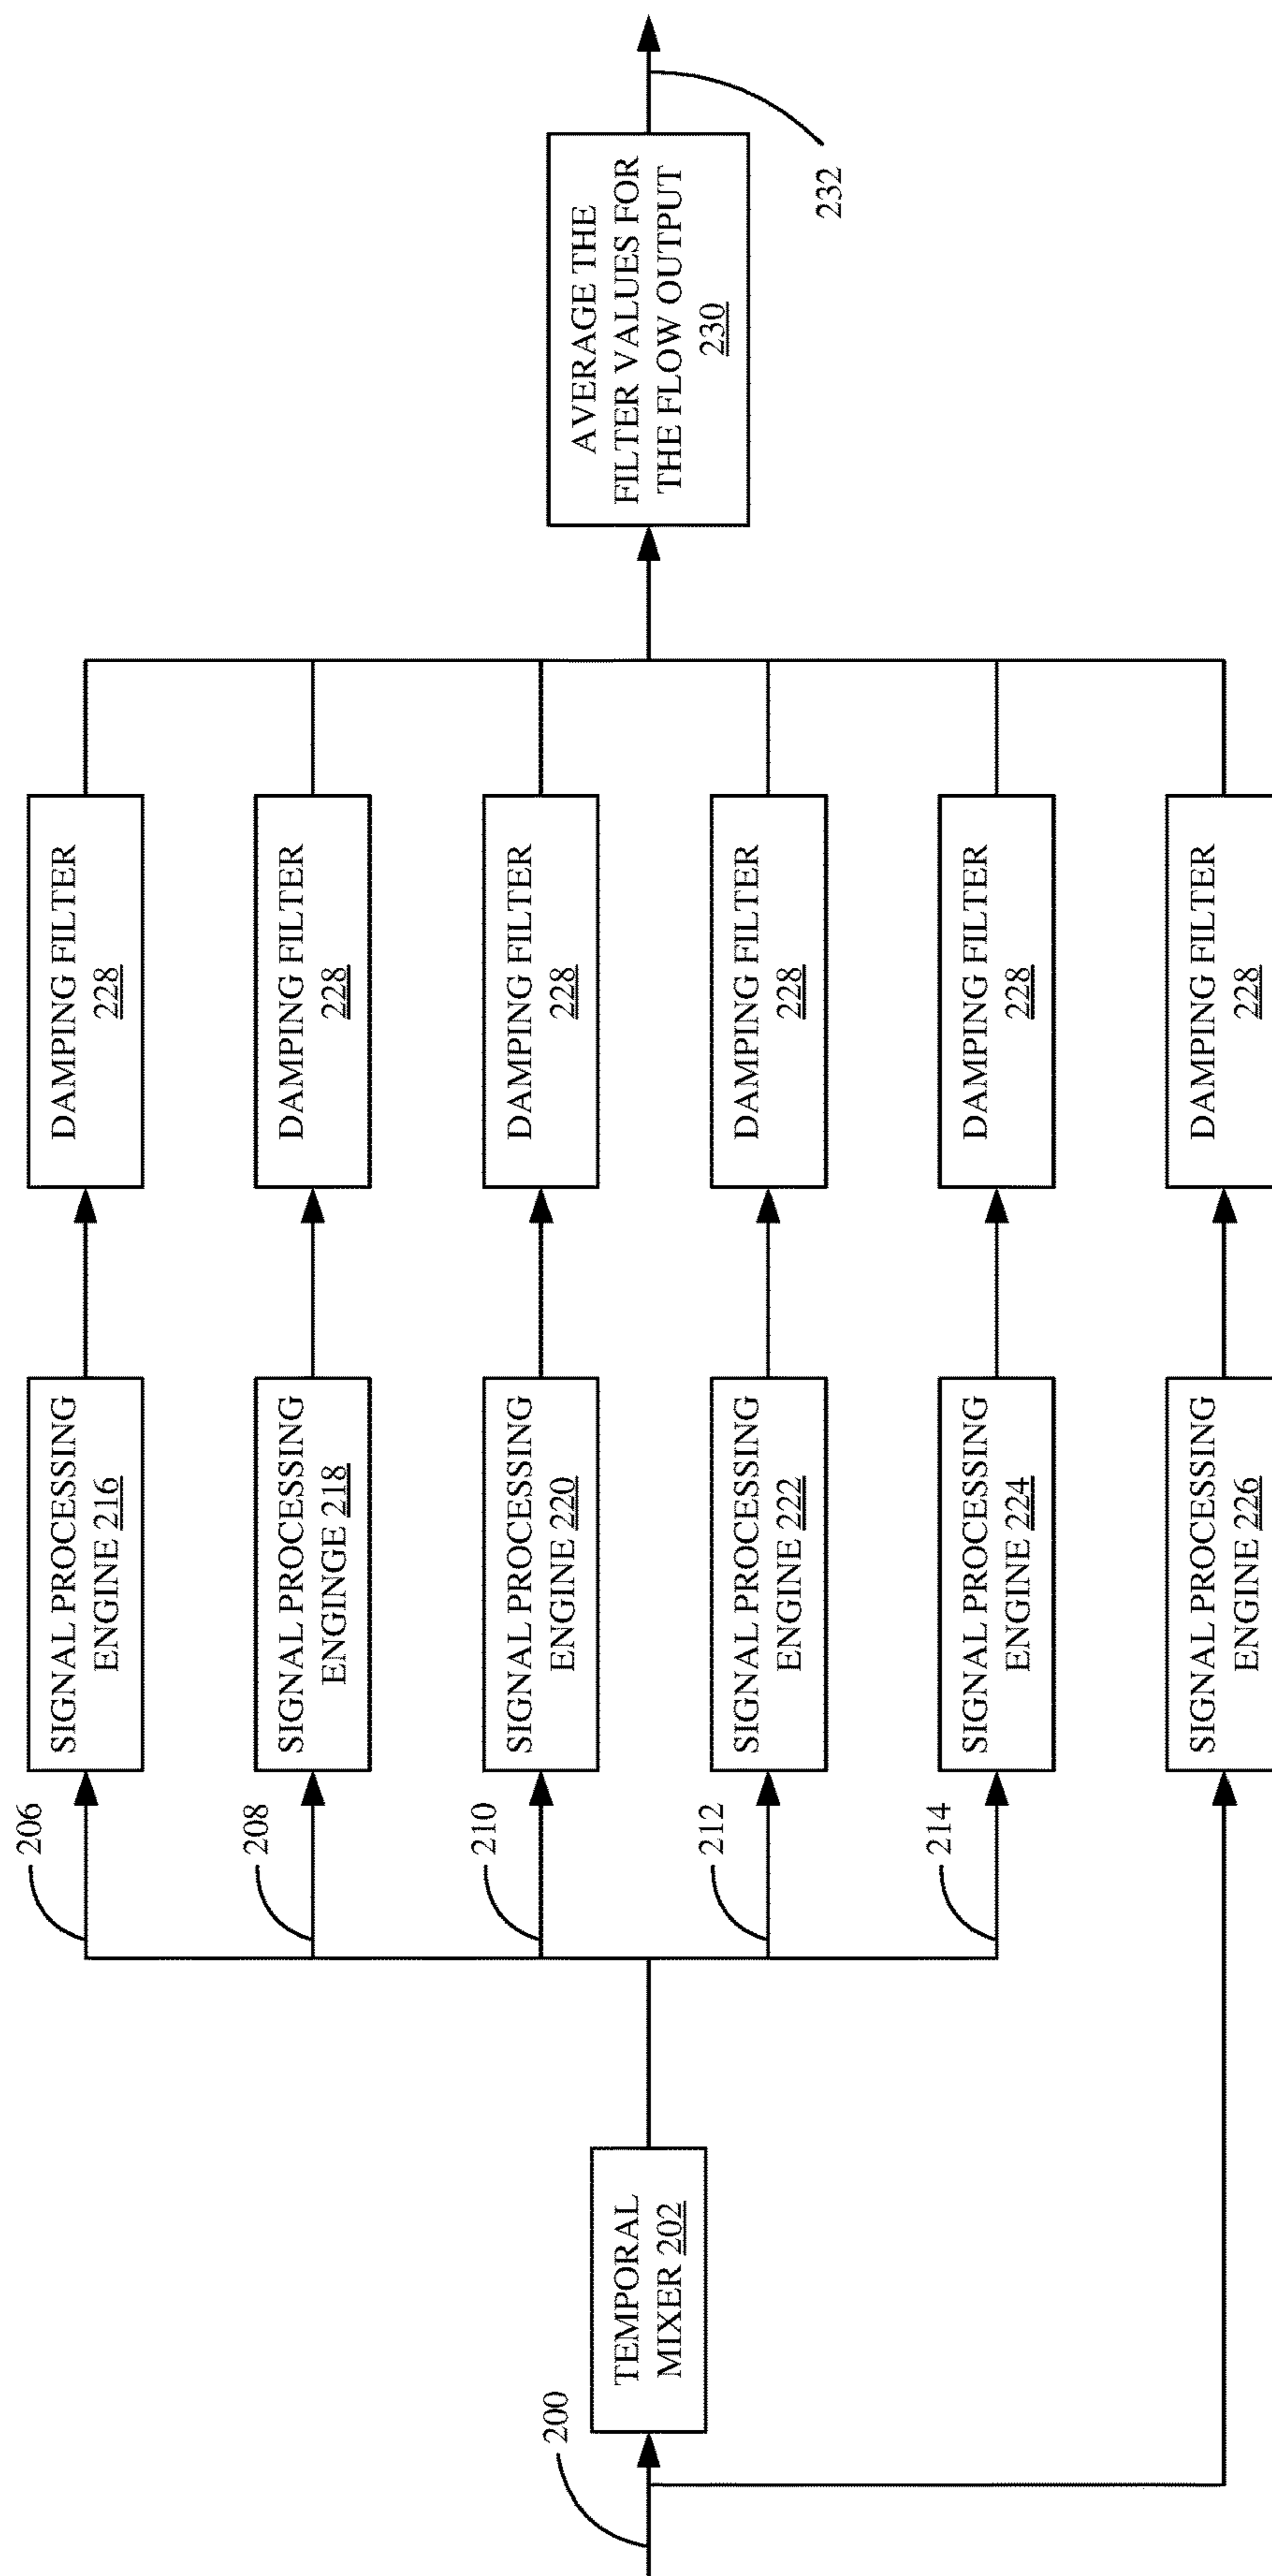 200
TEMPORAL
MIXER 202
206
208
210
212
214
SIGNAL PROCESSING
ENGINE 216
SIGNAL PROCESSING
ENGINGE 218
SIGNAL PROCESSING
ENGINE 220
SIGNAL PROCESSING
ENGINE 222
SIGNAL PROCESSING
ENGINE 224
SIGNAL PROCESSING
ENGINE 226
DAMPING FILTER
228
DAMPING FILTER
228
DAMPING FILTER
228
DAMPING FILTER
228
DAMPING FILTER
228
DAMPING FILTER
228
AVERAGE THE
FILTER VALUES FOR
THE FLOW OUTPUT
230
232